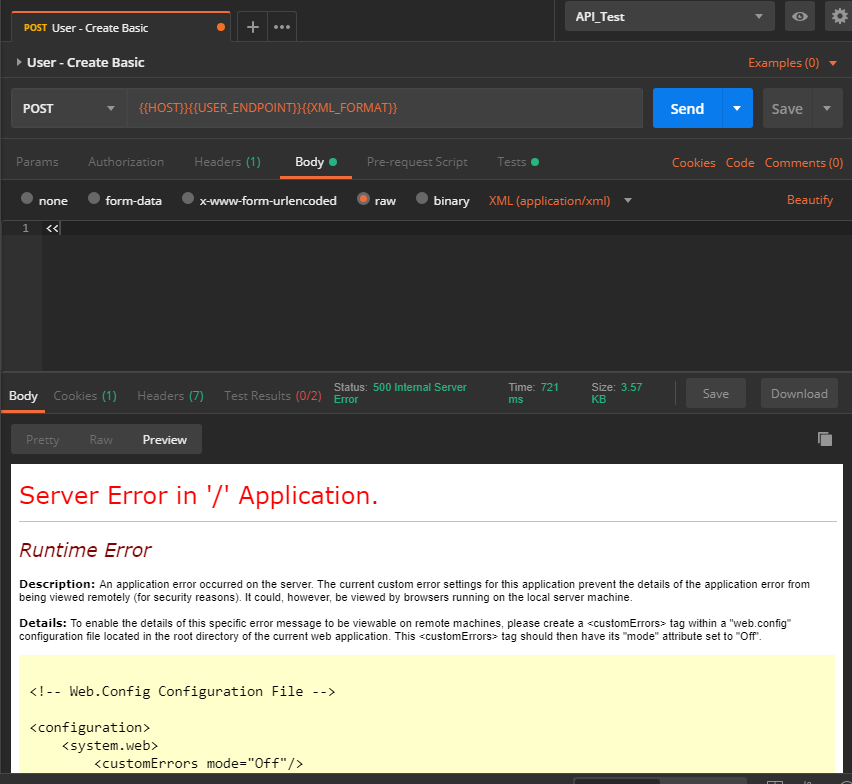 POST User - Create Basic
API_Test
User - Create Basic
Examples (0)
POST
{{HOST}}{{USER_ENDPOINT}}{{XML_FORMAT}}
Send
Save
Params
Authorization
Headers (1)
Body
Pre-request Script
Tests
Cookies Code Comments (0)
none
form-data
x-www-form-urlencoded
raw
binary
XML (application/xml)
Beautify
1 <<
Body
Cookies (1)
Headers (7)
Test Results (0/2)
Status: 500 Internal Server
Error
Time: 721
ms
Size: 3.57
KB
Save
Download
Pretty
Raw
Preview
Server Error in '/' Application.
Runtime Error
Description: An application error occurred on the server. The current custom error settings for this application prevent the details of the application error from
being viewed remotely (for security reasons). It could, however, be viewed by browsers running on the local server machine.
Details: To enable the details of this specific error message to be viewable on remote machines, please create a <customErrors> tag within a "web.config"
configuration file located in the root directory of the current web application. This <customErrors> tag should then have its "mode" attribute set to "Off".
<!-- Web.Config Configuration File -->
<configuration>
<system.web>
<customErrors mode="Off"/>